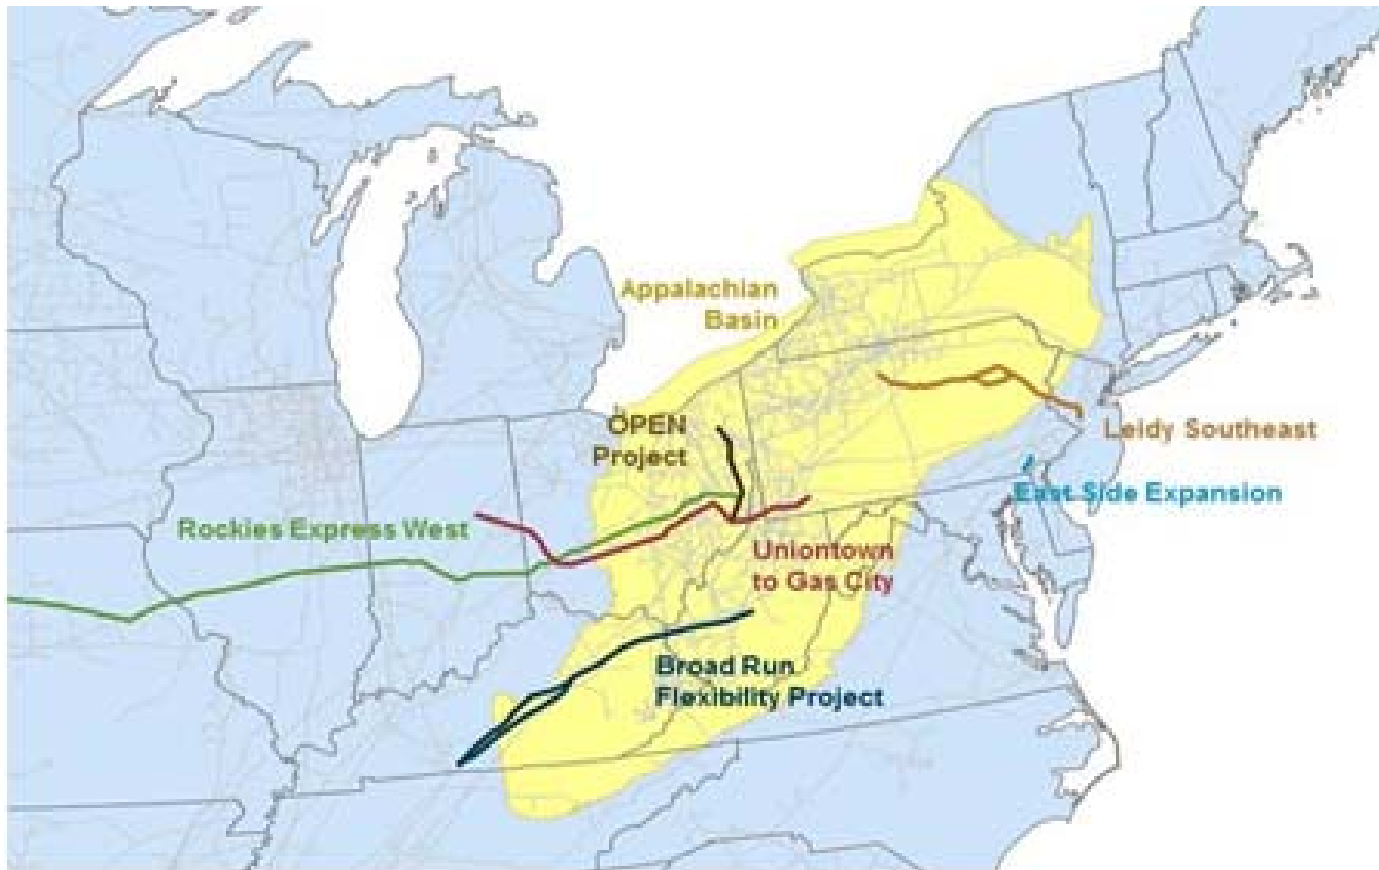 Appalachian
Basin
OPEN
Project
Leidy Southeast
East Side Expansion
Rockies Express West
Uniontown
to Gas City
Broad Run
Flexibility Project